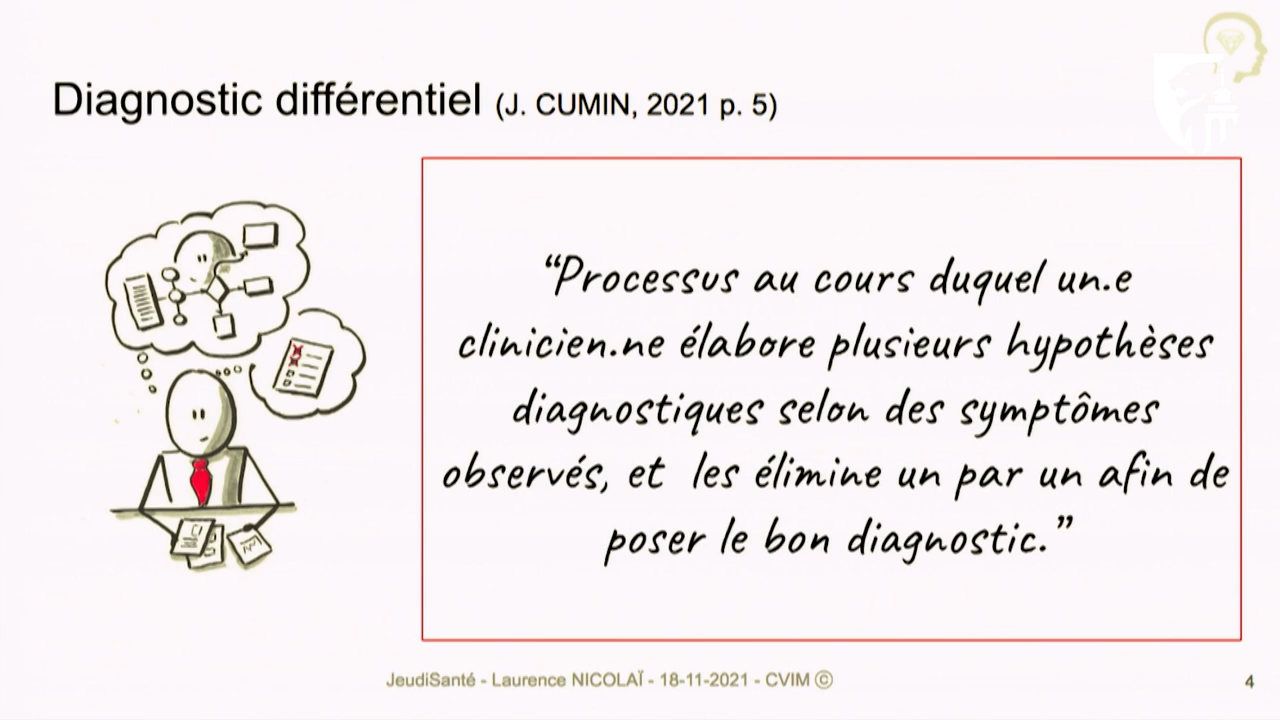 Diagnostic différentiel (J. CUMIN, 2021 p. 5)
“Processus au cours duquel un.e
clinicien.ne élabore plusieurs hypothèses
diagnostiques selon des symptômes
observés, et les élimine un par un afin de
poser le bon diagnostic.”
JeudiSanté - Laurence NICOLAÏ - 18-11-2021 - CVIM ©
4